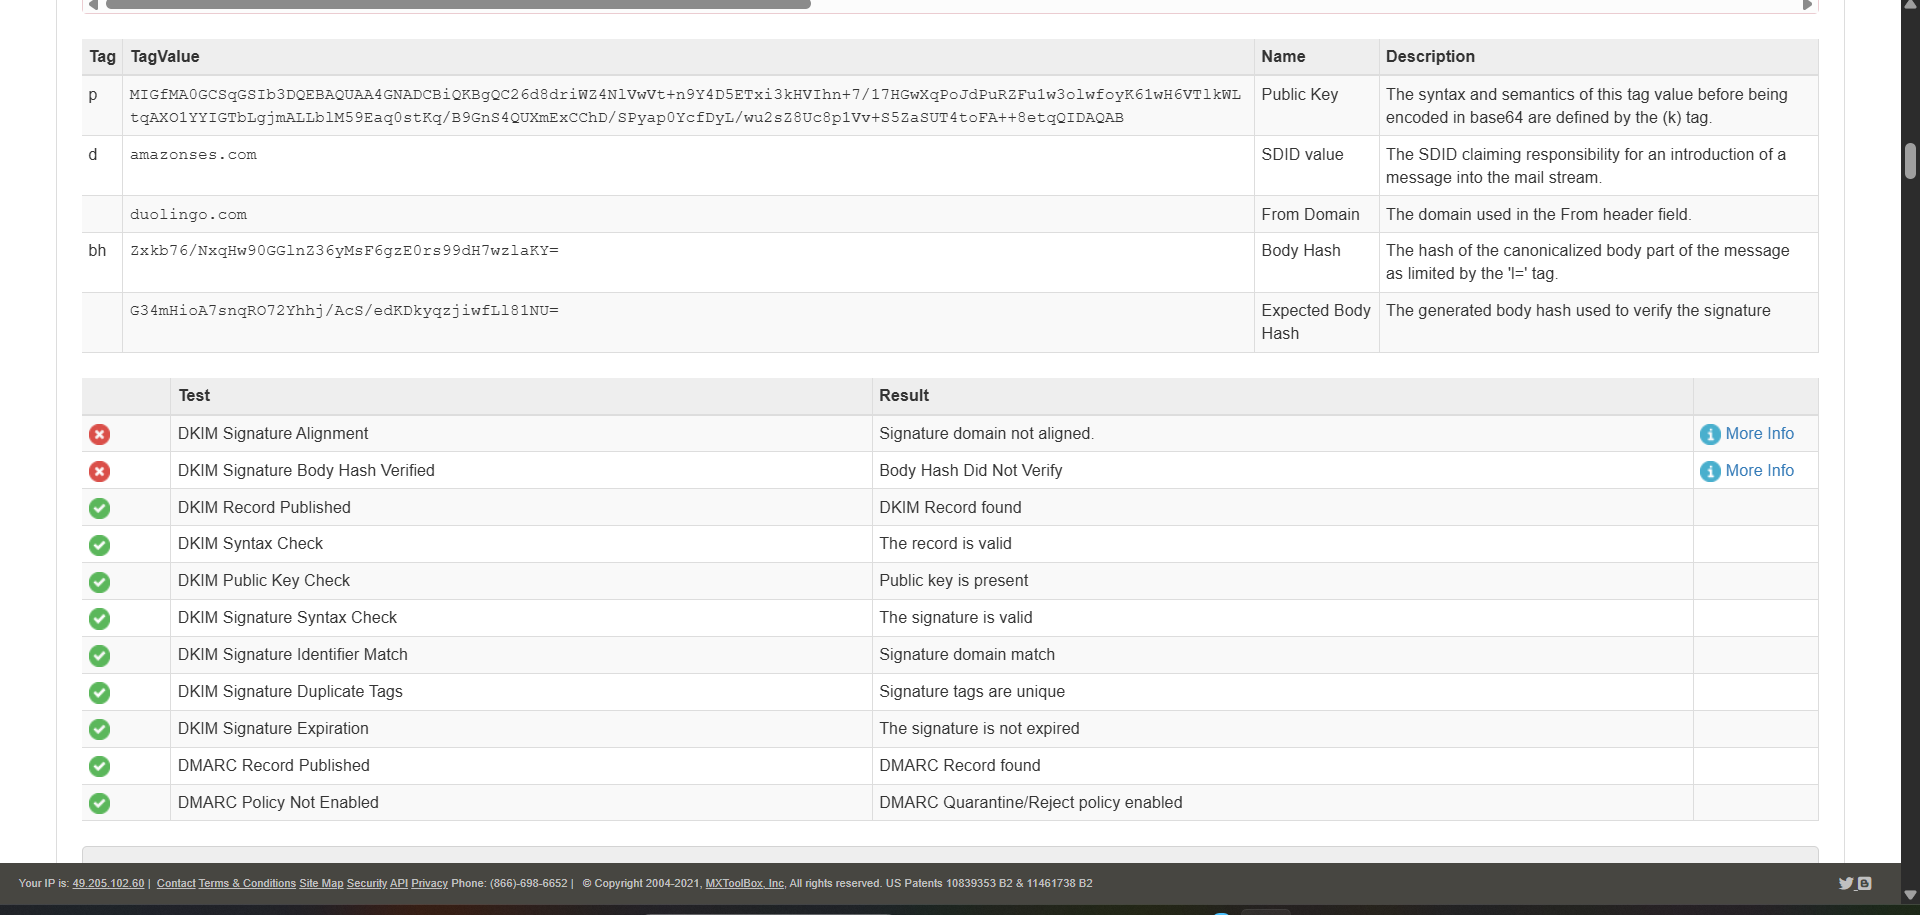 Tag TagValue Name Description
p MIGfMA0GCSqGSIb3DQEBAQUAA4GNADCBiQKBgQC26d8driWZ4NlVwVt+n9Y4D5ETxi3kHVIhn+7/17HGwXqPoJdPuRZFu1w3olwfoyK61wH6VTlkWL Public Key The syntax and semantics of this tag value before being
tqAXO1YYIGTbLgjmALLblM59Eaq0stKq/B9GnS4QUXmExCChD/SPyap0YcfDyL/wu2sZ8Uc8p1Vv+S5ZaSUT4toFA++8etqQIDAQAB encoded in base64 are defined by the (k) tag.
d amazonses.com SDID value The SDID claiming responsibility for an introduction of a
message into the mail stream.
duolingo.com From Domain The domain used in the From header field.
bh Zxkb76/NxqHw90GGlnZ36yMsF6gzE0rs99dH7wzlaKY= Body Hash The hash of the canonicalized body part of the message
as limited by the 'l=' tag.
G34mHioA7snqRO72Yhhj/AcS/edKDkyqzjiwfLl81NU= Expected Body The generated body hash used to verify the signature
Hash
Test Result
DKIM Signature Alignment Signature domain not aligned. More Info
DKIM Signature Body Hash Verified Body Hash Did Not Verify More Info
DKIM Record Published DKIM Record found
DKIM Syntax Check The record is valid
DKIM Public Key Check Public key is present
DKIM Signature Syntax Check The signature is valid
DKIM Signature Identifier Match Signature domain match
DKIM Signature Duplicate Tags Signature tags are unique
DKIM Signature Expiration The signature is not expired
DMARC Record Published DMARC Record found
DMARC Policy Not Enabled DMARC Quarantine/Reject policy enabled
Your IP is: 49.205.102.60 | Contact Terms & Conditions Site Map Security API Privacy Phone: (866)-698-6652 | © Copyright 2004-2021, MXToolBox, Inc, All rights reserved. US Patents 10839353 B2 & 11461738 B2